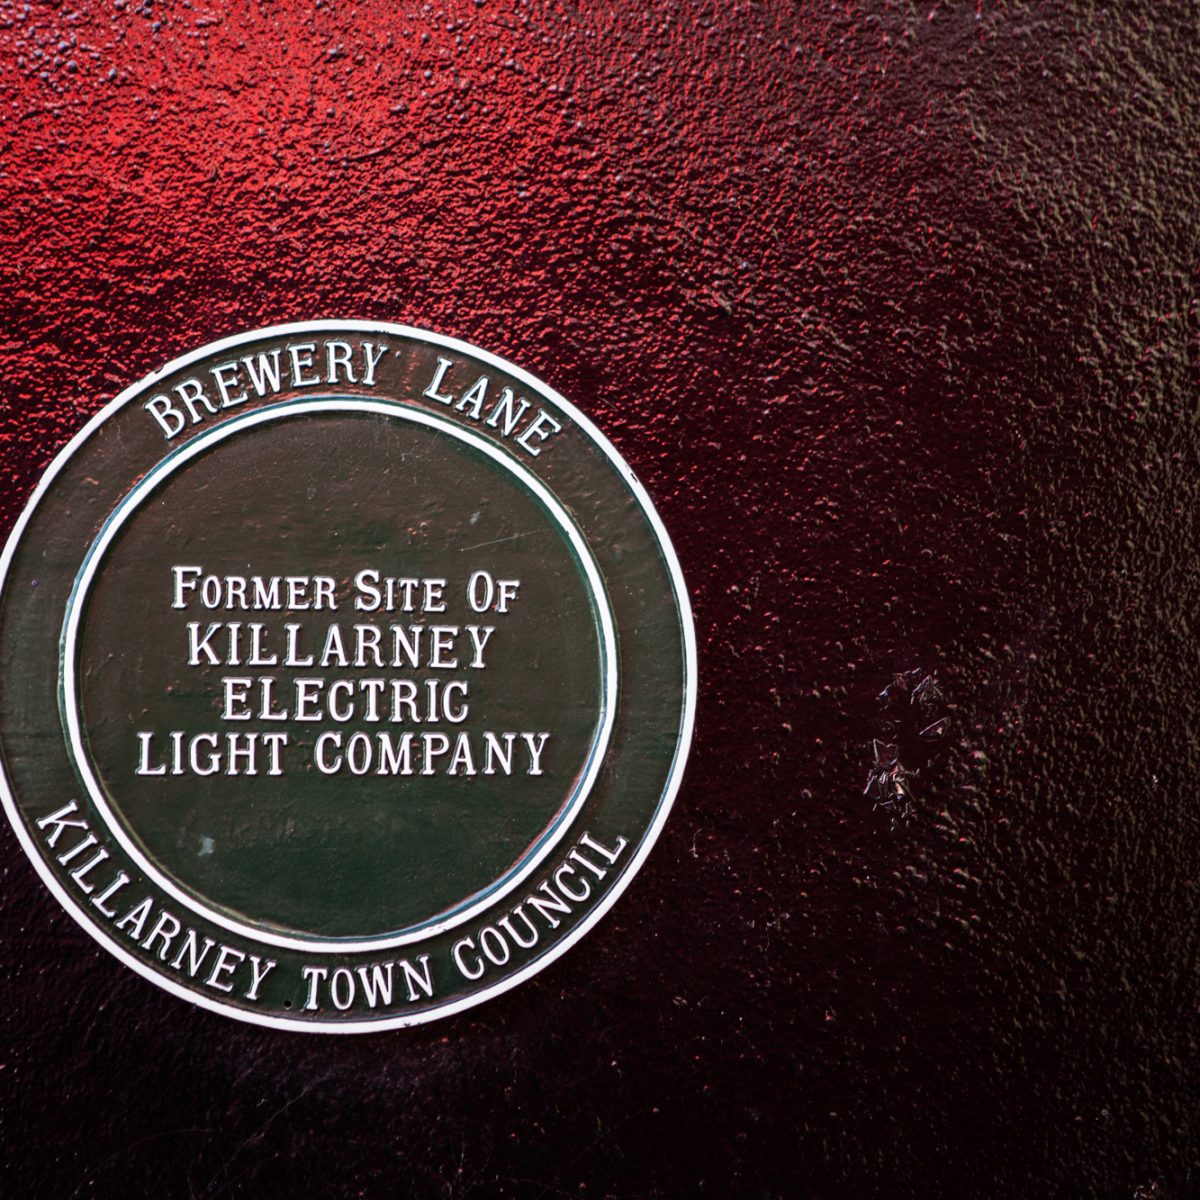 BREWERY LANE
FORMER SITE OF
KILLARNEY
ELECTRIC
LIGHT COMPANY
KILLARNEY TOWN COUNCIL